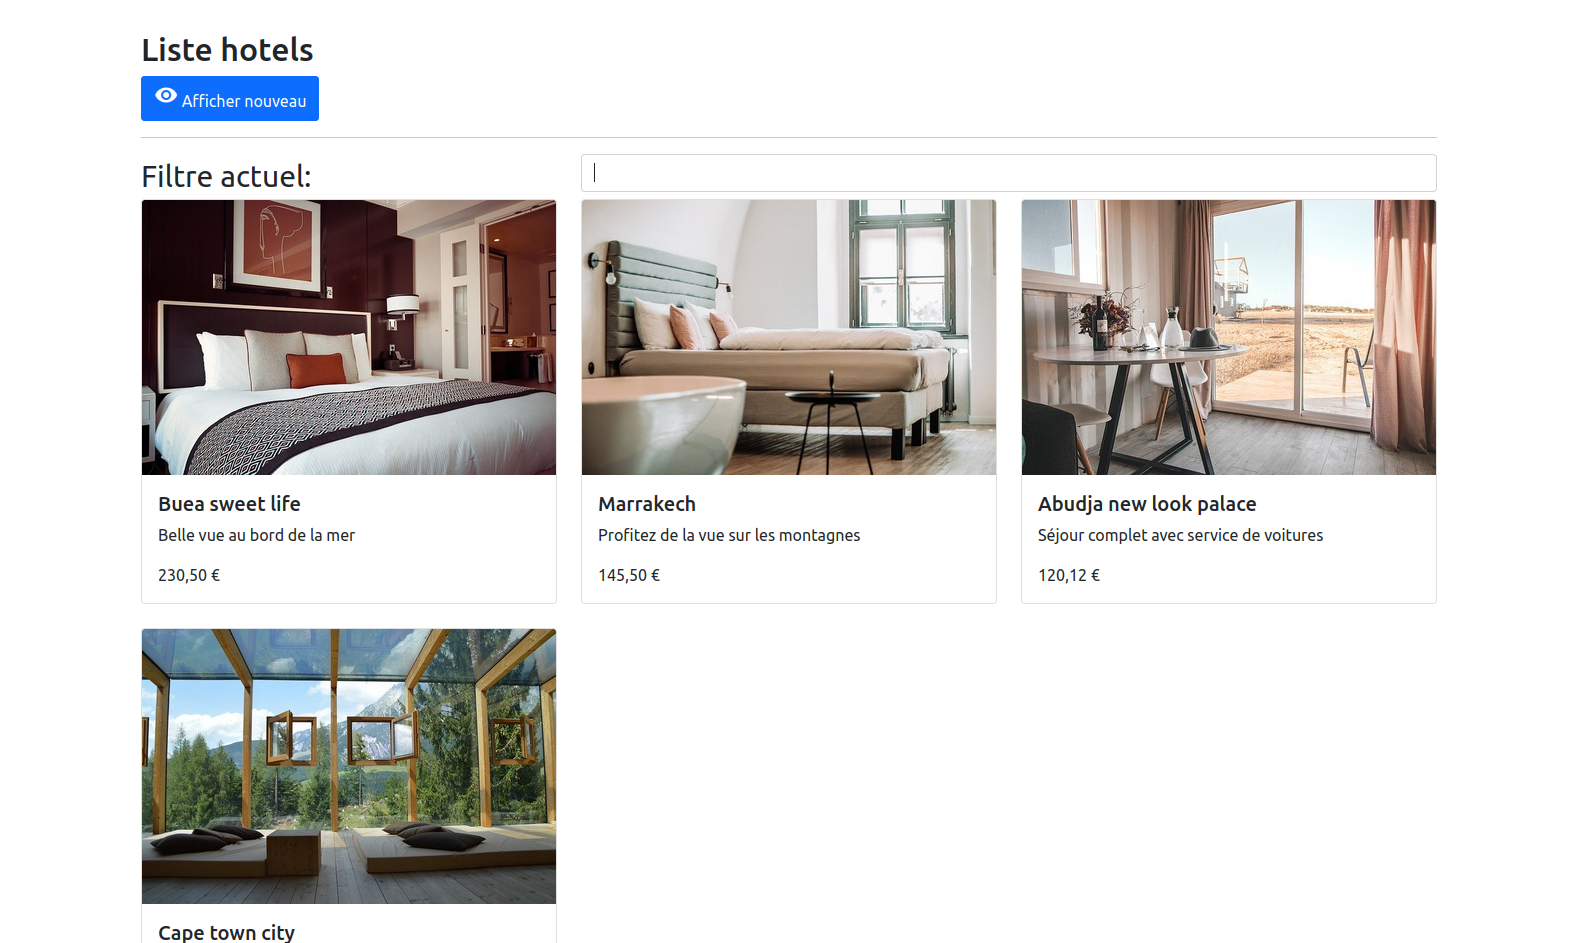 Liste hotels
Afficher nouveau
Filtre actuel:
Buea sweet life
Belle vue au bord de la mer
230,50 €
Marrakech
Profitez de la vue sur les montagnes
145,50 €
Abudja new look palace
Séjour complet avec service de voitures
120,12 €
Cape town city